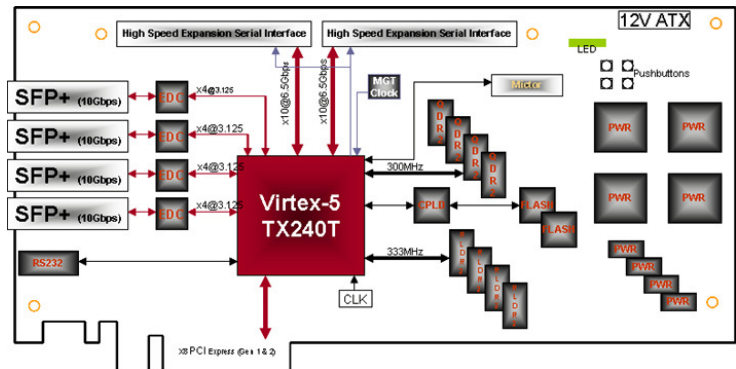 12V ATX
High Speed Expansion Serial Interface
High Speed Expansion Serial Interface
LED
Pushbuttons
MGT
Clock
Mictor
x10@6.5Gbps
x10@6.5Gbps
SFP+ (10Gbps)
EDC
x4@3.125
SFP+ (10Gbps)
EDC
x4@3.125
SFP+ (10Gbps)
EDC
x4@3.125
SFP+ (10Gbps)
EDC
x4@3.125
Virtex-5
TX240T
300MHz
CPLD
FLASH
FLASH
333MHz
PWR
PWR
PWR
PWR
PWR
PWR
PWR
PWR
RS232
CLK
x8 PCI Express (Gen 1 & 2)